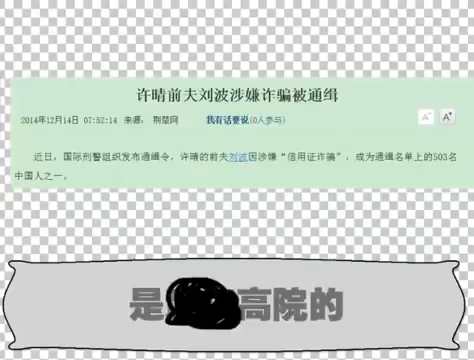 许晴前夫刘波涉嫌诈骗被通缉
2014年12月14日 07:52:14 来源: 荆楚网 我有话要说(0人参与) A⁻ A⁺
近日，国际刑警组织发布通缉令，许晴的前夫刘波因涉嫌“信用证诈骗”，成为通缉名单上的503名
中国人之一。
是 高院的